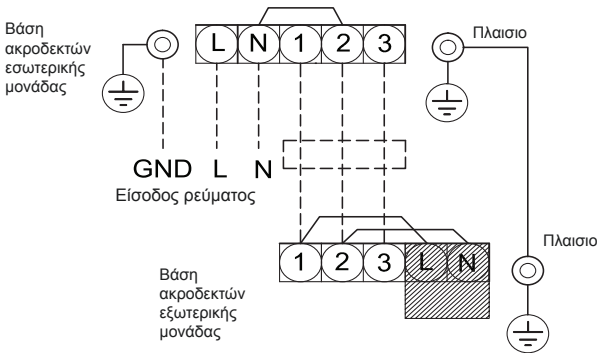 Βάση
ακροδεκτών
εσωτερικής
μονάδας
L N 1 2 3
Πλαισιο
GND L N
Είσοδος ρεύματος
1 2 3 L N
Πλαισιο
Βάση
ακροδεκτών
εξωτερικής
μονάδας